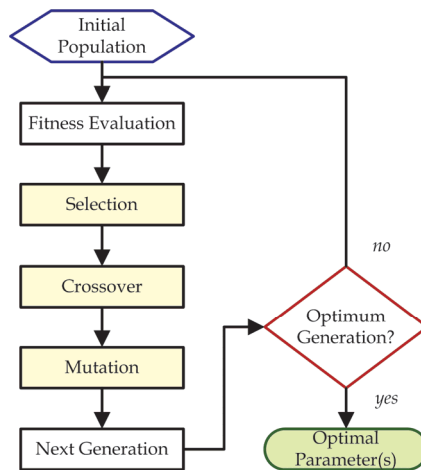 Initial
Population
Fitness Evaluation
Selection
Crossover
Mutation
Next Generation
no
Optimum
Generation?
yes
Optimal
Parameter(s)